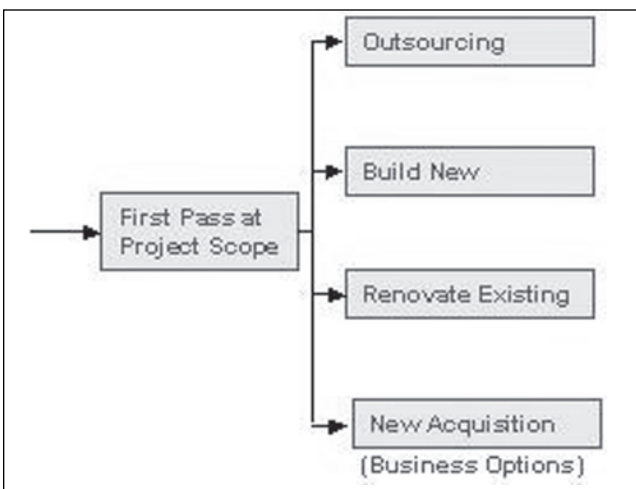 Outsourcing
Build New
First Pass at
Project Scope
Renovate Existing
New Acquisition
(Business Options)